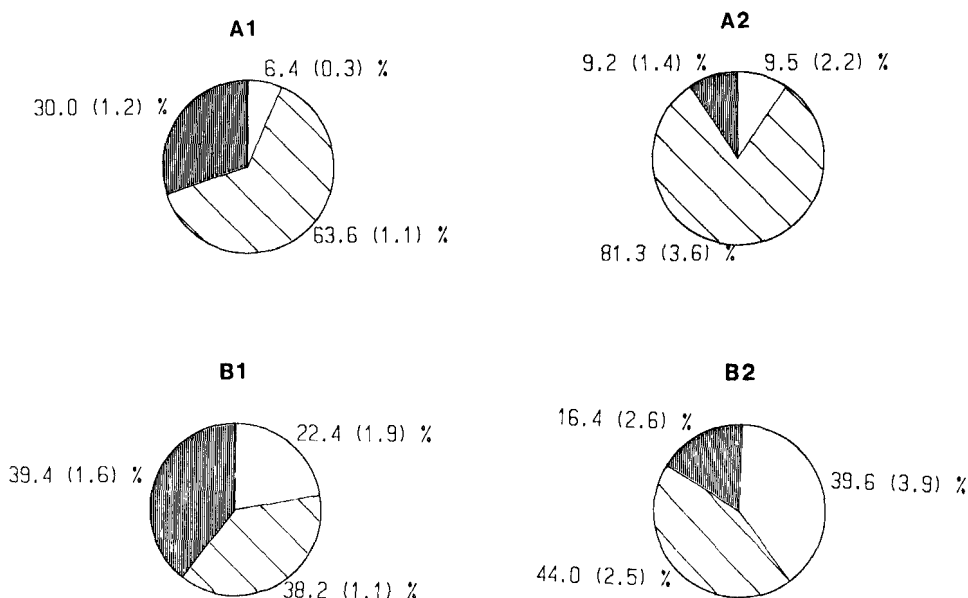 A1
6.4 (0.3) %
30.0 (1.2) %
63.6 (1.1) %
A2
9.2 (1.4) %
9.5 (2.2) %
81.3 (3.6) %
B1
22.4 (1.9) %
39.4 (1.6) %
38.2 (1.1) %
B2
16.4 (2.6) %
39.6 (3.9) %
44.0 (2.5) %